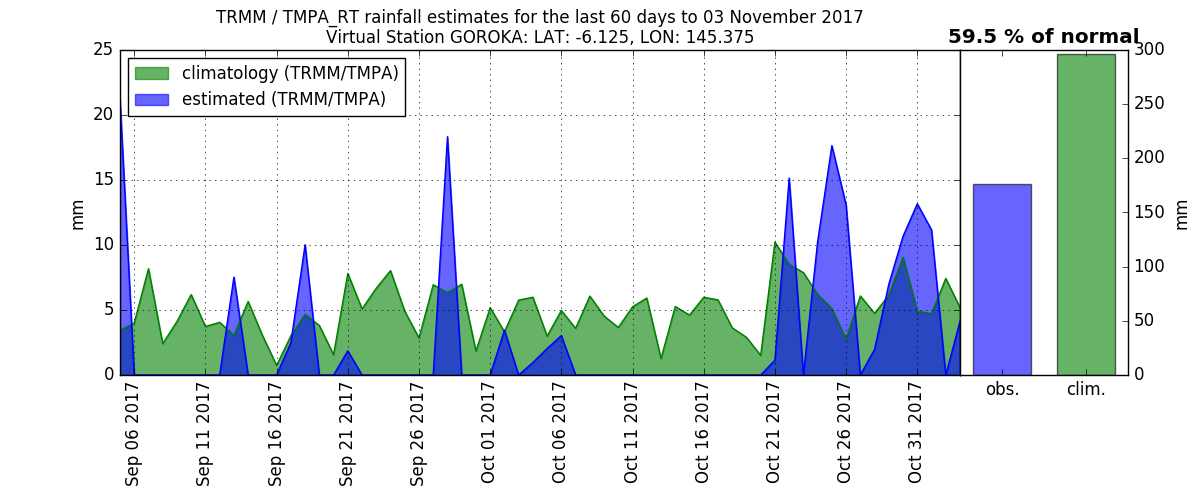 TRMM / TMPA_RT rainfall estimates for the last 60 days to 03 November 2017
Virtual Station GOROKA: LAT: -6.125, LON: 145.375
59.5 % of normal
climatology (TRMM/TMPA)
estimated (TRMM/TMPA)
mm
25
20
15
10
5
0
Sep 06 2017
Sep 11 2017
Sep 16 2017
Sep 21 2017
Sep 26 2017
Oct 01 2017
Oct 06 2017
Oct 11 2017
Oct 16 2017
Oct 21 2017
Oct 26 2017
Oct 31 2017
obs.
clim.
300
250
200
150
100
50
0
mm